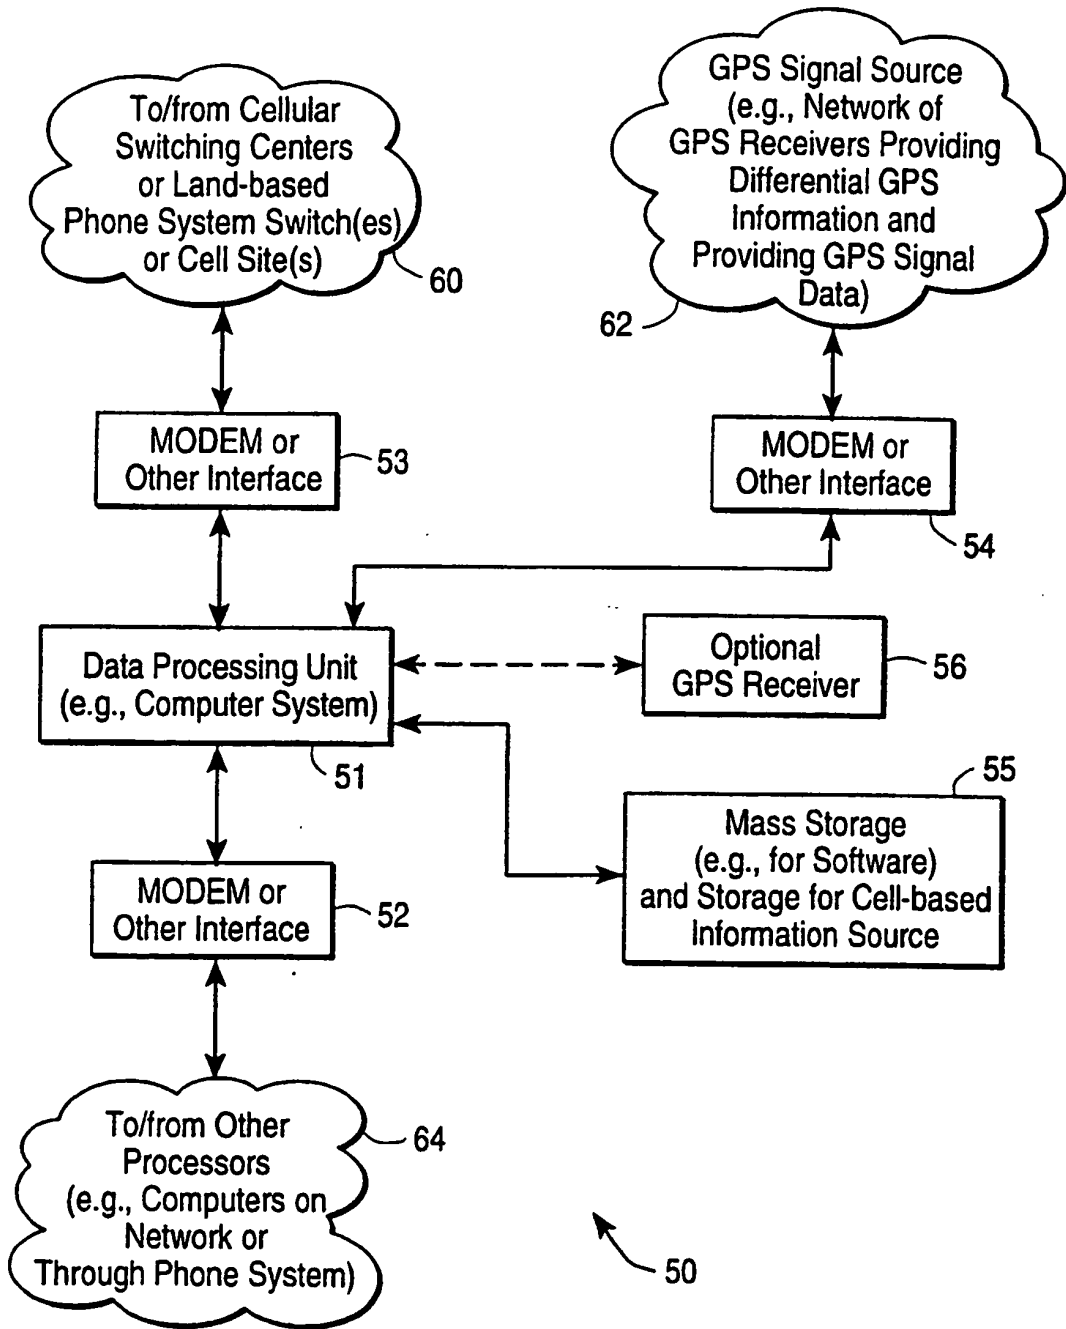 To/from Cellular
Switching Centers
or Land-based
Phone System Switch(es)
or Cell Site(s)
60
GPS Signal Source
(e.g., Network of
GPS Receivers Providing
Differential GPS
Information and
Providing GPS Signal
Data)
62
MODEM or
Other Interface
53
MODEM or
Other Interface
54
Data Processing Unit
(e.g., Computer System)
51
Optional
GPS Receiver
56
55
Mass Storage
(e.g., for Software)
and Storage for Cell-based
Information Source
MODEM or
Other Interface
52
To/from Other
Processors
(e.g., Computers on
Network or
Through Phone System)
64
50